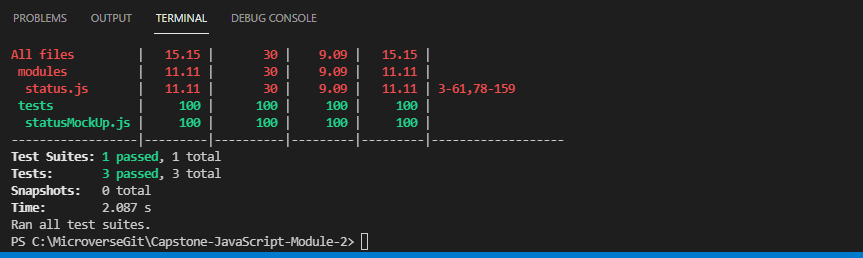 PROBLEMS OUTPUT TERMINAL DEBUG CONSOLE
All files | 15.15 | 30 | 9.09 | 15.15 |
modules | 11.11 | 30 | 9.09 | 11.11 |
status.js | 11.11 | 30 | 9.09 | 11.11 | 3-61,78-159
tests | 100 | 100 | 100 | 100 |
statusMockUp.js | 100 | 100 | 100 | 100 |
-----------------|---------|----------|---------|---------|-------------------
Test Suites: 1 passed, 1 total
Tests: 3 passed, 3 total
Snapshots: 0 total
Time: 2.087 s
Ran all test suites.
PS C:\MicroverseGit\Capstone-JavaScript-Module-2>